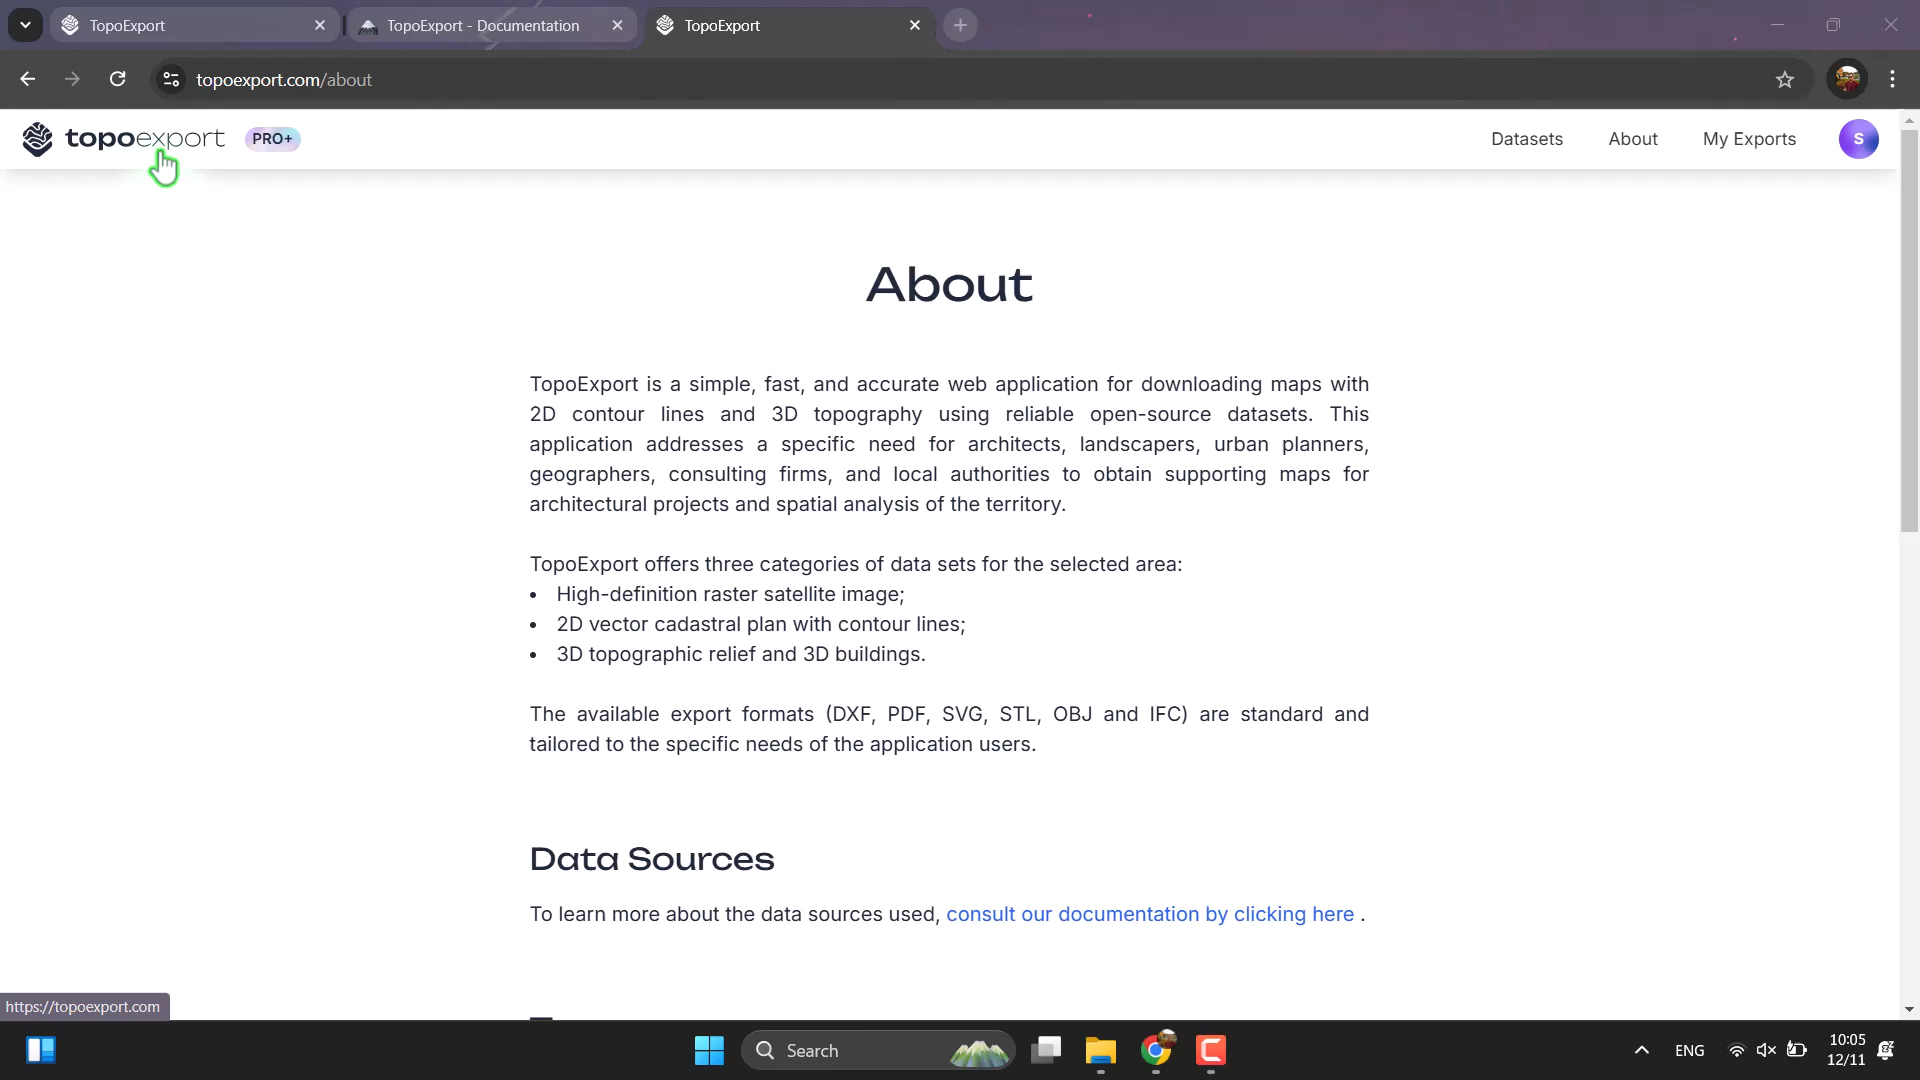 TopoExport
TopoExport - Documentation
TopoExport
topoexport.com/about
topoexport
PRO+
Datasets
About
My Exports
S
About
TopoExport is a simple, fast, and accurate web application for downloading maps with
2D contour lines and 3D topography using reliable open-source datasets. This
application addresses a specific need for architects, landscapers, urban planners,
geographers, consulting firms, and local authorities to obtain supporting maps for
architectural projects and spatial analysis of the territory.
TopoExport offers three categories of data sets for the selected area:
• High-definition raster satellite image;
• 2D vector cadastral plan with contour lines;
• 3D topographic relief and 3D buildings.
The available export formats (DXF, PDF, SVG, STL, OBJ and IFC) are standard and
tailored to the specific needs of the application users.
Data Sources
To learn more about the data sources used, consult our documentation by clicking here .
https://topoexport.com
Search
ENG
10:05
12/11